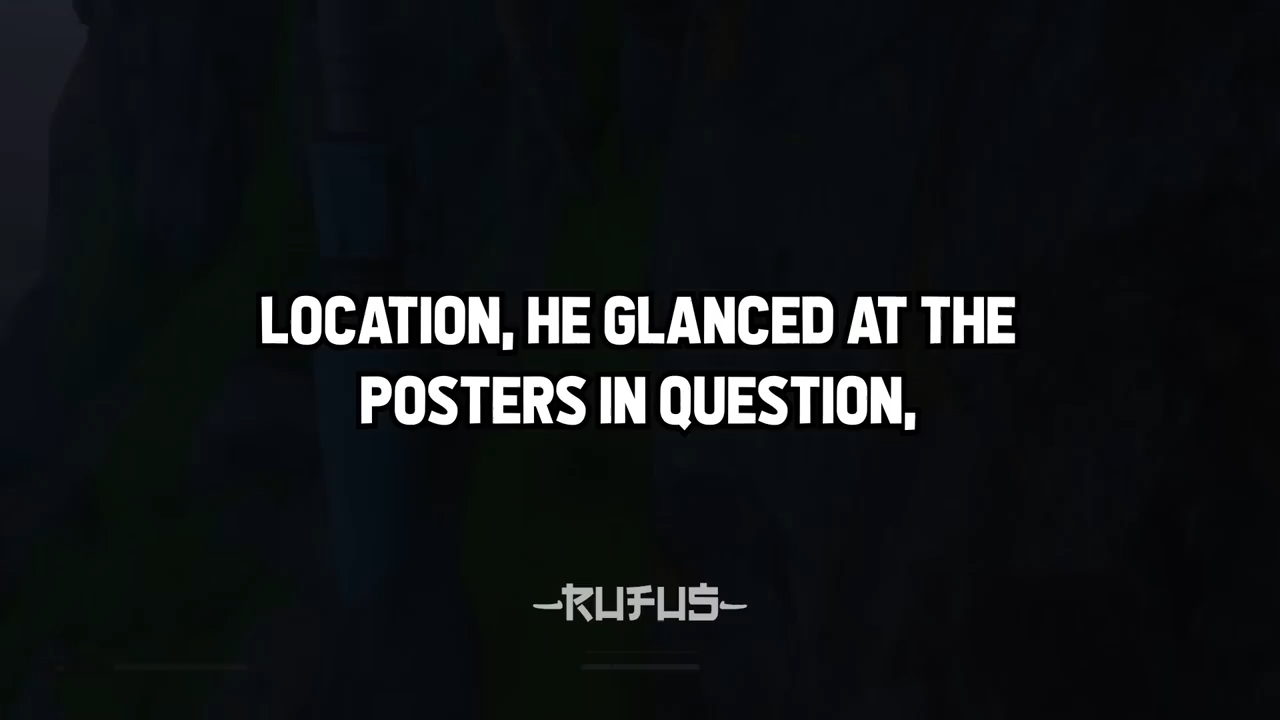 LOCATION, HE GLANCED AT THE
POSTERS IN QUESTION,
RUFUS